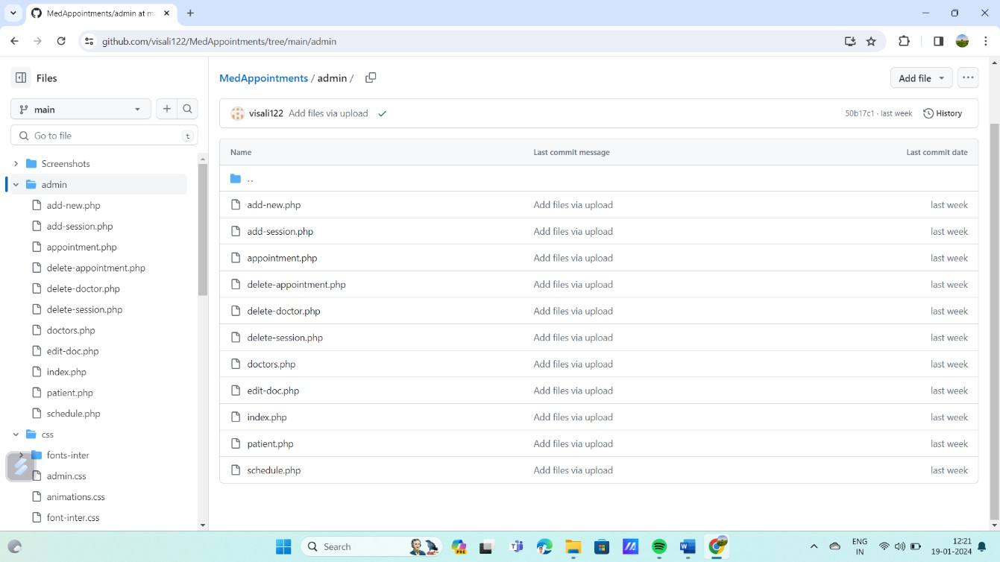 MedAppointments/admin at m
github.com/visali122/MedAppointments/tree/main/admin
Files
MedAppointments / admin /
Add file
main
visali122 Add files via upload
50b17c1 · last week
History
Go to file
t
Name
Last commit message
Last commit date
Screenshots
admin
add-new.php
add-session.php
appointment.php
delete-appointment.php
delete-doctor.php
delete-session.php
doctors.php
edit-doc.php
index.php
patient.php
schedule.php
css
fonts-inter
admin.css
animations.css
font-inter.css
..
add-new.php Add files via upload last week
add-session.php Add files via upload last week
appointment.php Add files via upload last week
delete-appointment.php Add files via upload last week
delete-doctor.php Add files via upload last week
delete-session.php Add files via upload last week
doctors.php Add files via upload last week
edit-doc.php Add files via upload last week
index.php Add files via upload last week
patient.php Add files via upload last week
schedule.php Add files via upload last week
Search
PRE
ENG
IN
12:21
19-01-2024